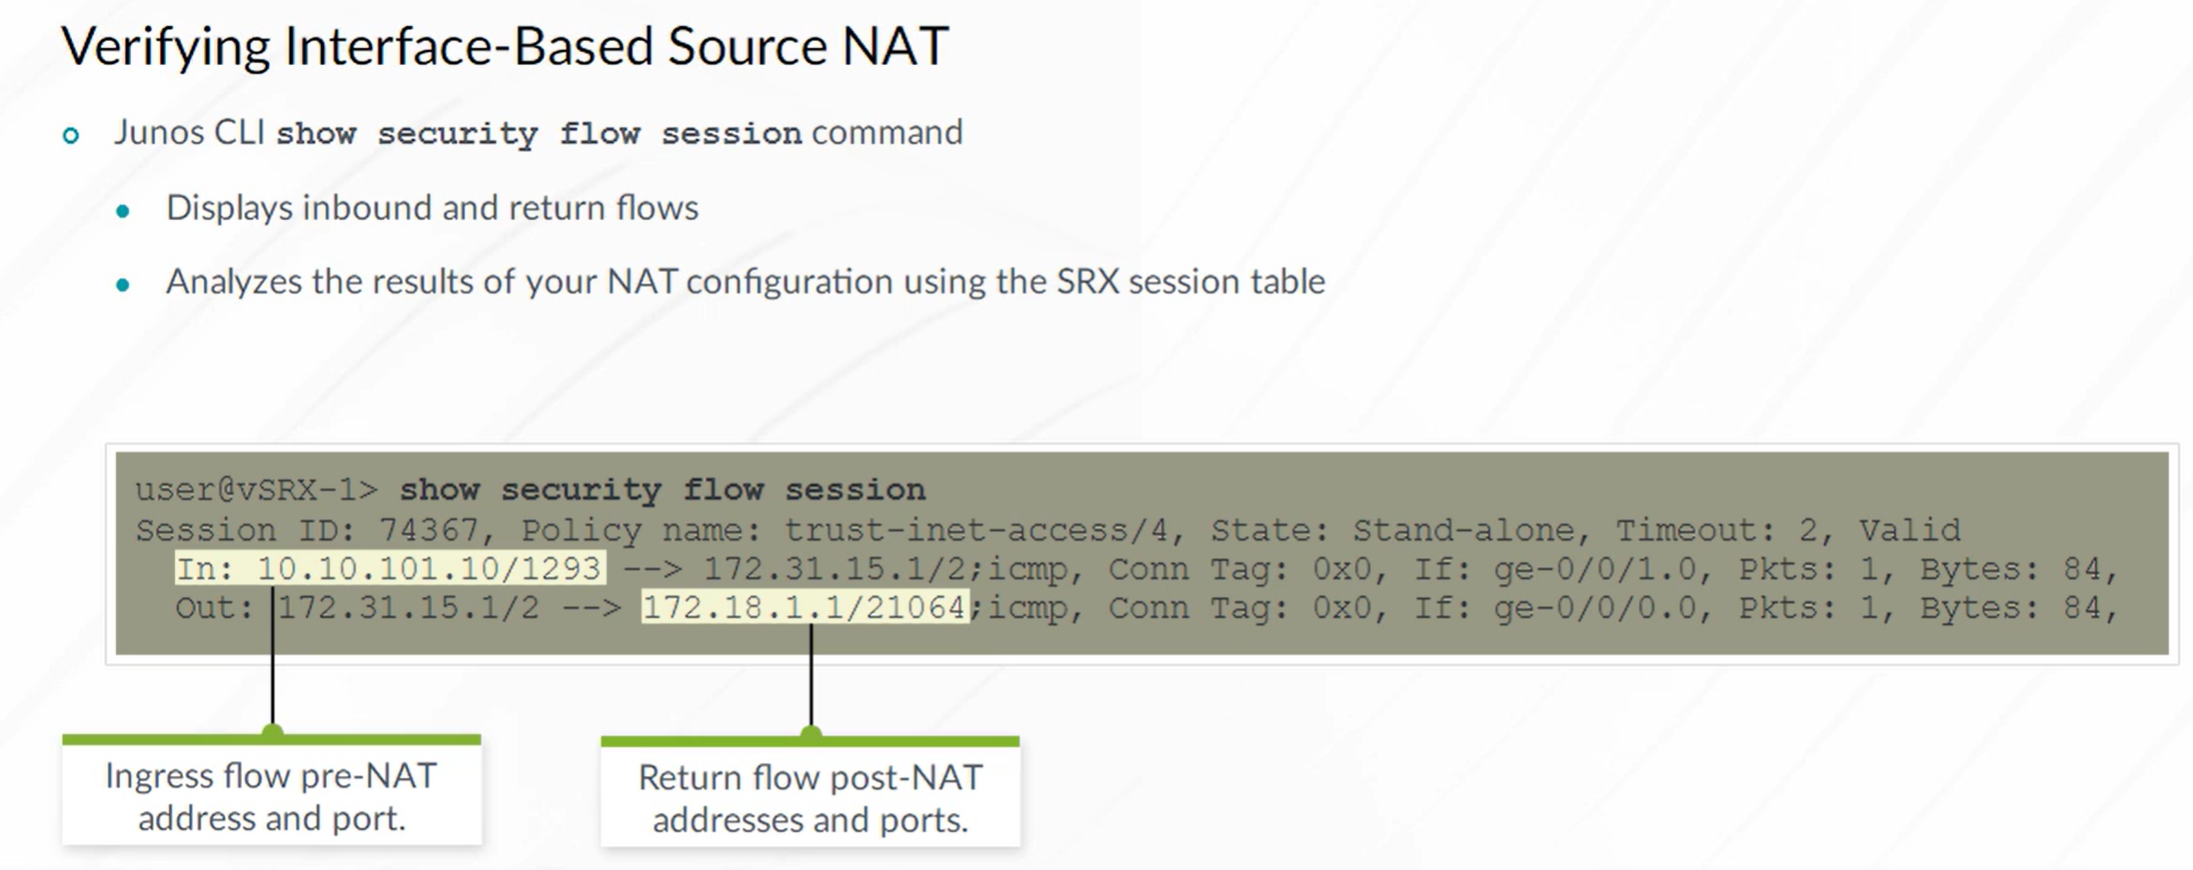 Verifying Interface-Based Source NAT
Junos CLI show security flow session command
Displays inbound and return flows
Analyzes the results of your NAT configuration using the SRX session table
user@vSRX-1> show security flow session
Session ID: 74367, Policy name: trust-inet-access/4, State: Stand-alone, Timeout: 2, Valid
In: 10.10.101.10/1293 --> 172.31.15.1/2;icmp, Conn Tag: 0x0, If: ge-0/0/1.0, Pkts: 1, Bytes: 84,
Out: 172.31.15.1/2 --> 172.18.1.1/21064;icmp, Conn Tag: 0x0, If: ge-0/0/0.0, Pkts: 1, Bytes: 84,
Ingress flow pre-NAT
address and port.
Return flow post-NAT
addresses and ports.